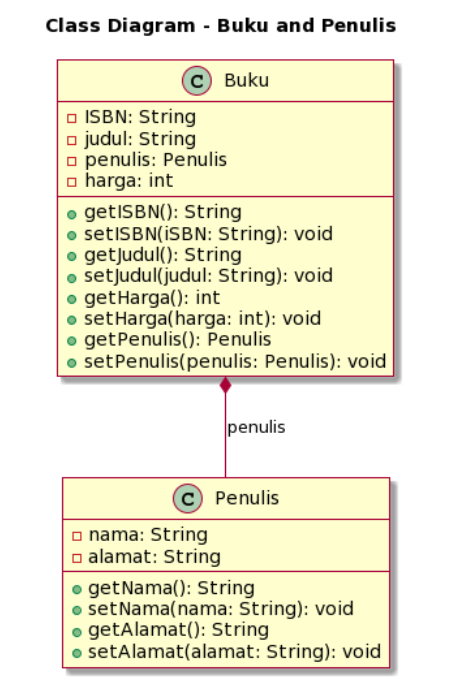 Class Diagram - Buku and Penulis
C Buku
ISBN: String
judul: String
penulis: Penulis
harga: int
getISBN(): String
setISBN(iSBN: String): void
getJudul(): String
setJudul(judul: String): void
getHarga(): int
setHarga(harga: int): void
getPenulis(): Penulis
setPenulis(penulis: Penulis): void
penulis
C Penulis
nama: String
alamat: String
getNama(): String
setNama(nama: String): void
getAlamat(): String
setAlamat(alamat: String): void